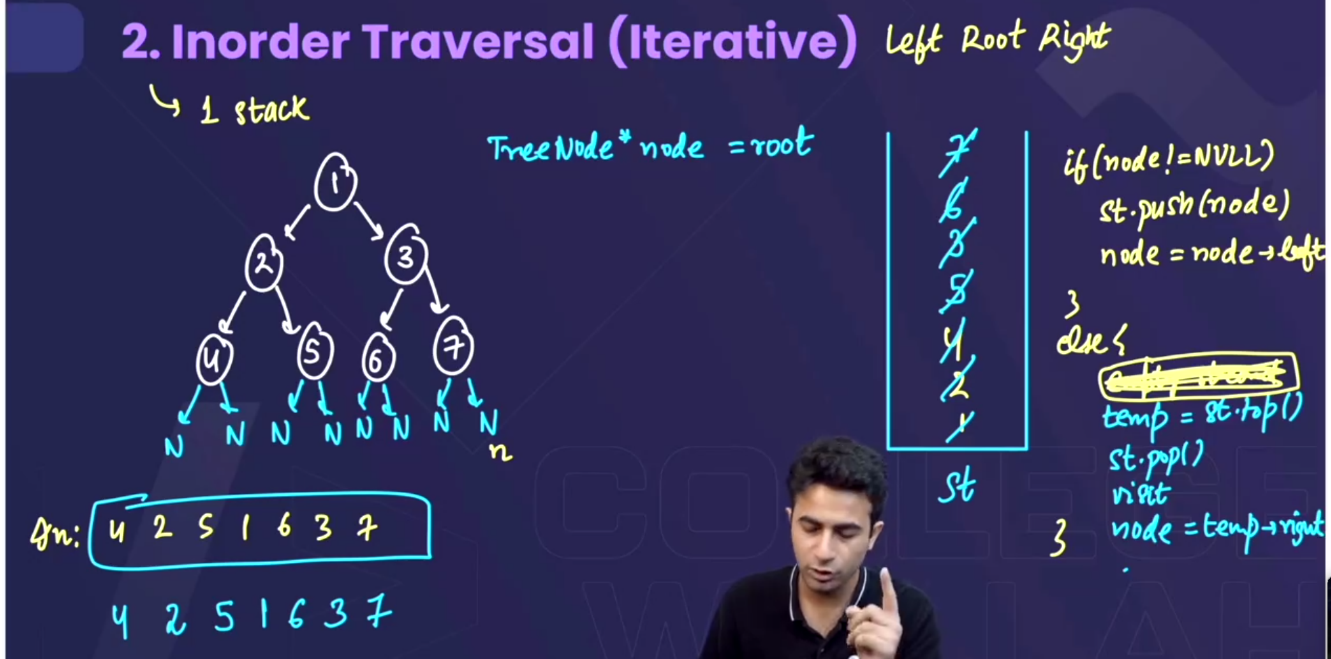 2. Inorder Traversal (Iterative) Left Root Right
↳ 1 stack
TreeNode* node = root
1
2 3
4 5 6 7
N N N N N N N N
n
7
6
3
5
4
2
1
st
if(node!=NULL)
st.push(node)
node = node→left
}
else{
temp = st.top()
st.pop()
visit
node = temp→right
}
In: 4 2 5 1 6 3 7
4 2 5 1 6 3 7
COLLEGE
WALLAH